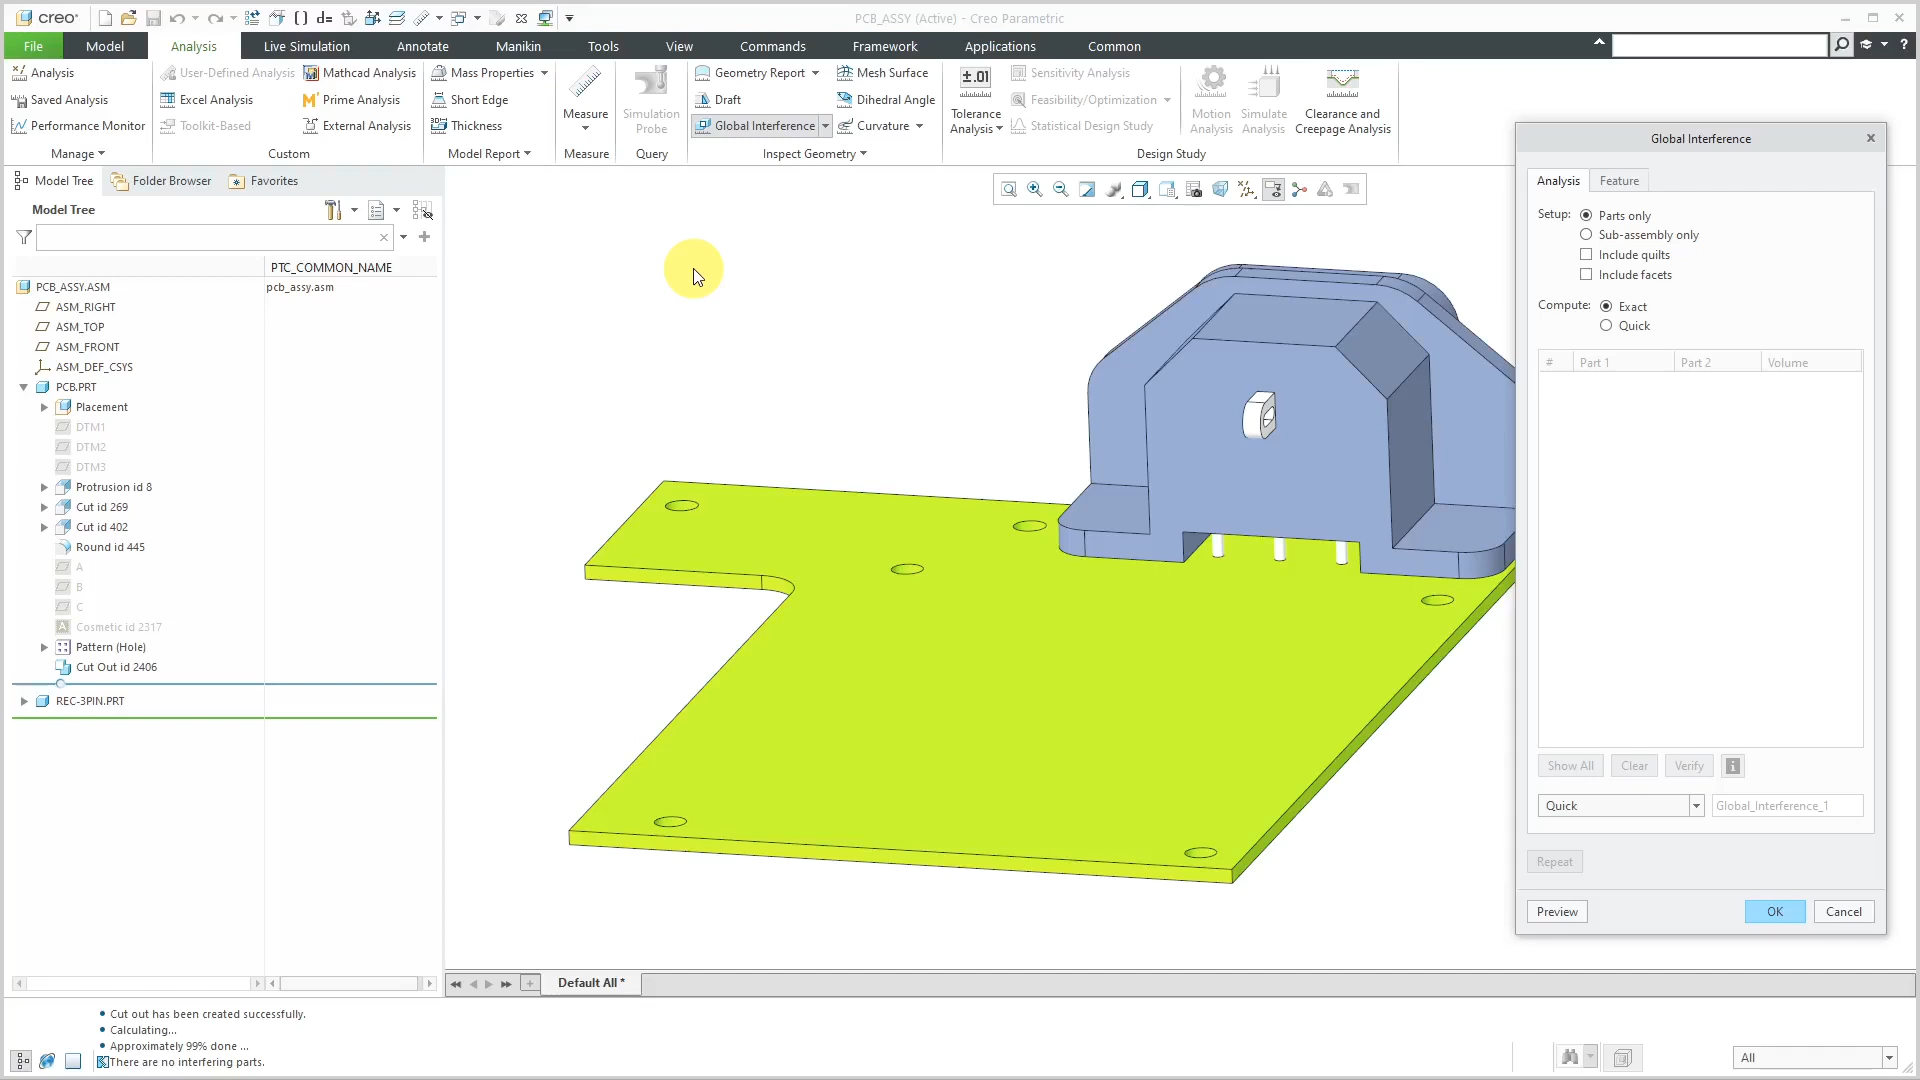 creo®
PCB_ASSY (Active) - Creo Parametric
File Model Analysis Live Simulation Annotate Manikin Tools View Commands Framework Applications Common
Analysis
Saved Analysis
Performance Monitor
Manage
User-Defined Analysis
Excel Analysis
Toolkit-Based
Mathcad Analysis
Prime Analysis
External Analysis
Custom
Mass Properties
Short Edge
Thickness
Model Report
Measure
Measure
Simulation
Probe
Query
Geometry Report
Draft
Global Interference
Mesh Surface
Dihedral Angle
Curvature
Inspect Geometry
±.01
Tolerance
Analysis
Sensitivity Analysis
Feasibility/Optimization
Statistical Design Study
Motion
Analysis
Simulate
Analysis
Clearance and
Creepage Analysis
Design Study
Model Tree Folder Browser Favorites
Model Tree
PTC_COMMON_NAME
PCB_ASSY.ASM pcb_assy.asm
ASM_RIGHT
ASM_TOP
ASM_FRONT
ASM_DEF_CSYS
PCB.PRT
Placement
DTM1
DTM2
DTM3
Protrusion id 8
Cut id 269
Cut id 402
Round id 445
A
B
C
Cosmetic id 2317
Pattern (Hole)
Cut Out id 2406
REC-3PIN.PRT
Global Interference
Analysis Feature
Setup: Parts only
Sub-assembly only
Include quilts
Include facets
Compute: Exact
Quick
# Part 1 Part 2 Volume
Show All Clear Verify
Quick Global_Interference_1
Repeat
Preview OK Cancel
Default All *
Cut out has been created successfully.
Calculating...
Approximately 99% done ...
There are no interfering parts.
All